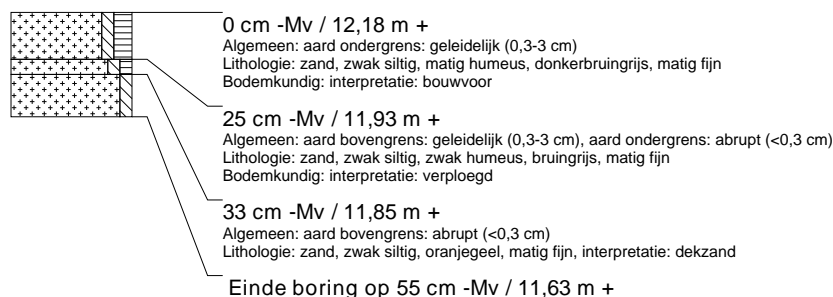 0 cm -Mv / 12,18 m +
Algemeen: aard ondergrens: geleidelijk (0,3-3 cm)
Lithologie: zand, zwak siltig, matig humeus, donkerbruingrijs, matig fijn
Bodemkundig: interpretatie: bouwvoor
25 cm -Mv / 11,93 m +
Algemeen: aard bovengrens: geleidelijk (0,3-3 cm), aard ondergrens: abrupt (<0,3 cm)
Lithologie: zand, zwak siltig, zwak humeus, bruingrijs, matig fijn
Bodemkundig: interpretatie: verploegd
33 cm -Mv / 11,85 m +
Algemeen: aard bovengrens: abrupt (<0,3 cm)
Lithologie: zand, zwak siltig, oranjegeel, matig fijn, interpretatie: dekzand
Einde boring op 55 cm -Mv / 11,63 m +